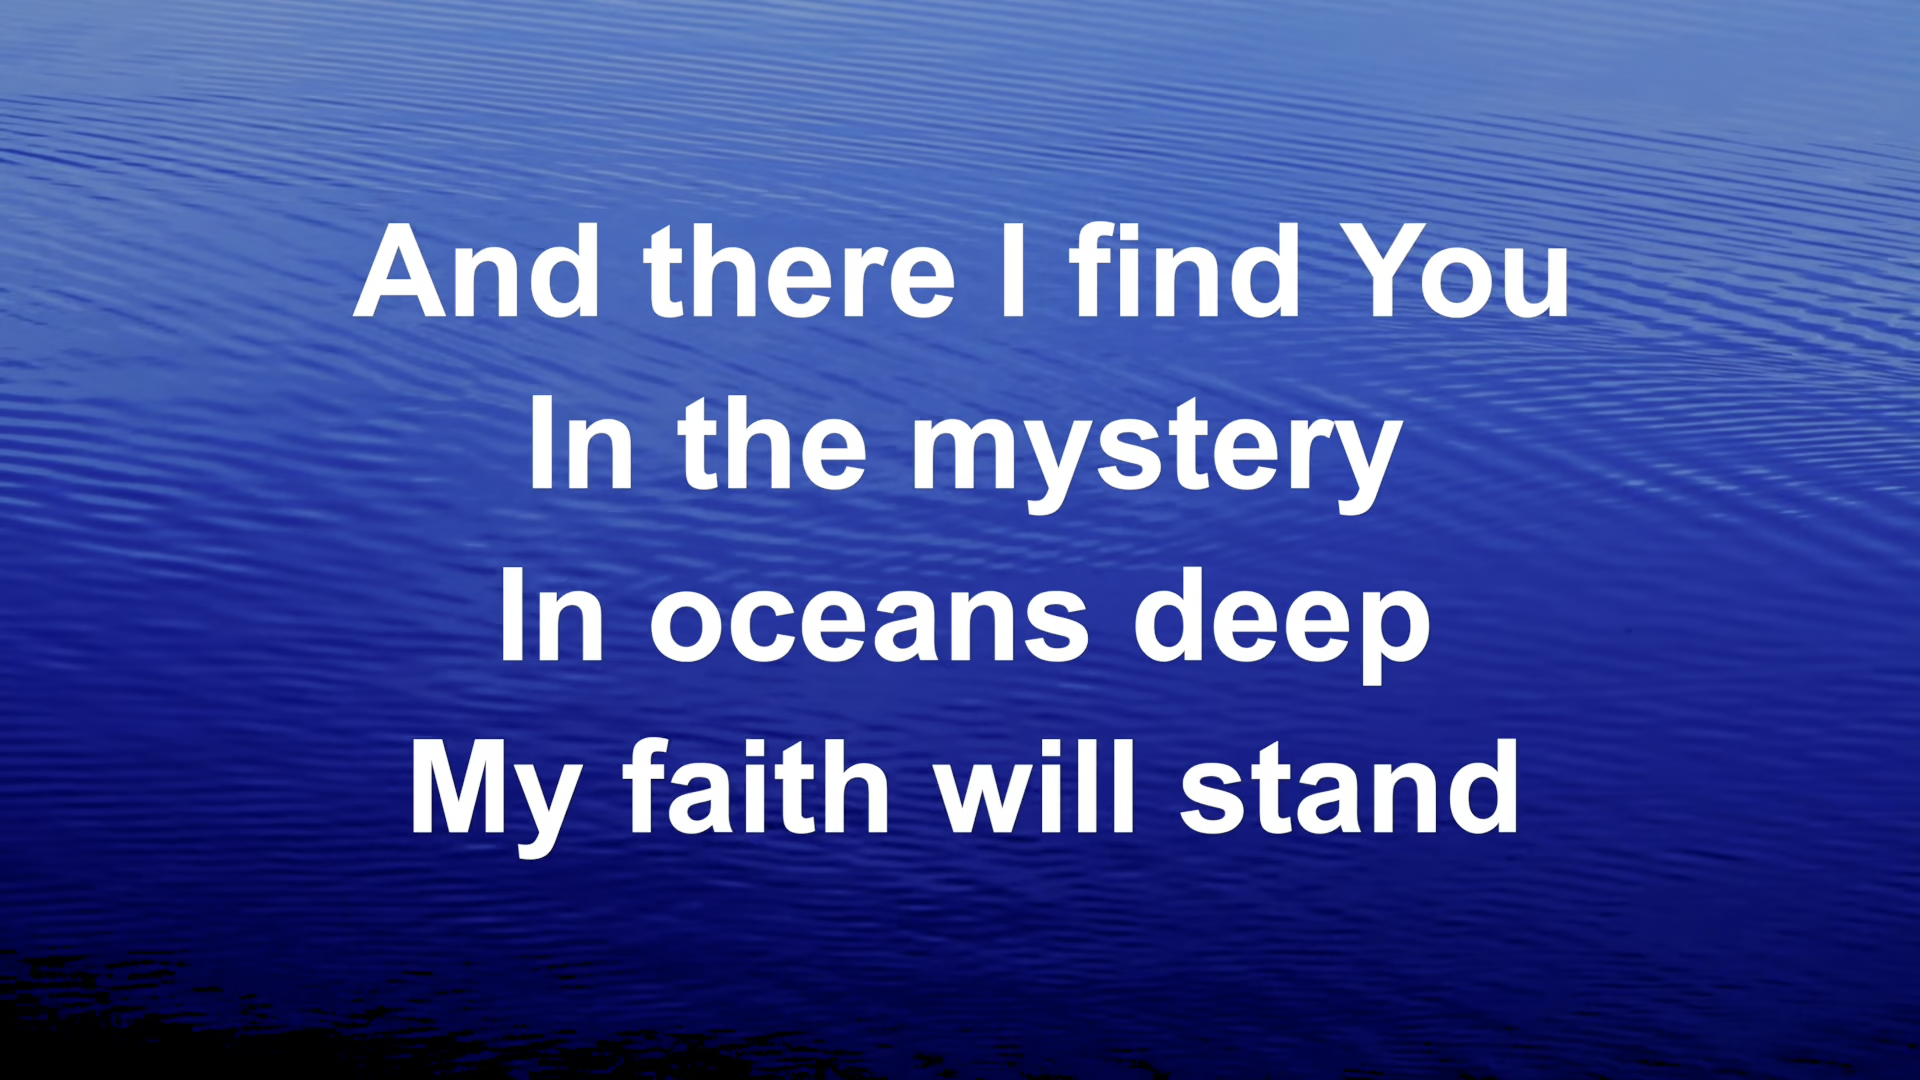 And there I find You
In the mystery
In oceans deep
My faith will stand